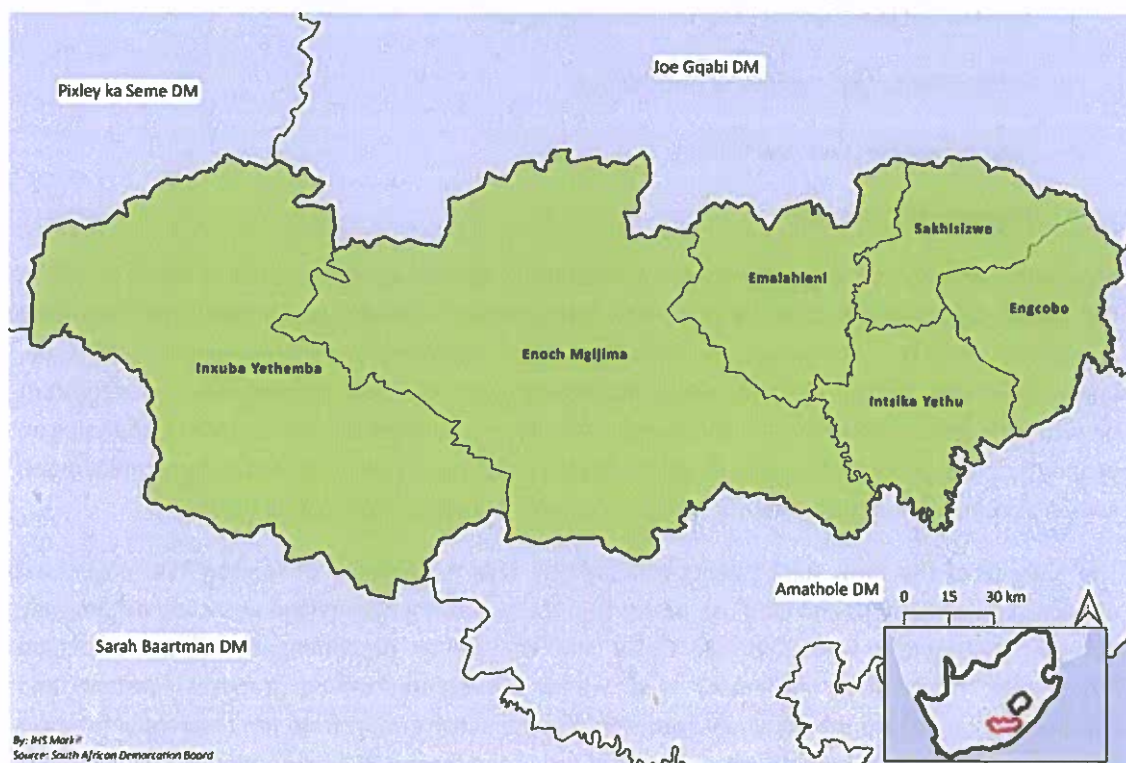 Joe Gqabi DM
Pixley ka Seme DM
Sakhisizwe
Emalahleni
Engcobo
Enoch Mgijima
Inxuba Yethemba
Intsika Yethu
Amathole DM
0 15 30 km
Sarah Baartman DM
By: IHS Markit
Source: South African Demarcation Board